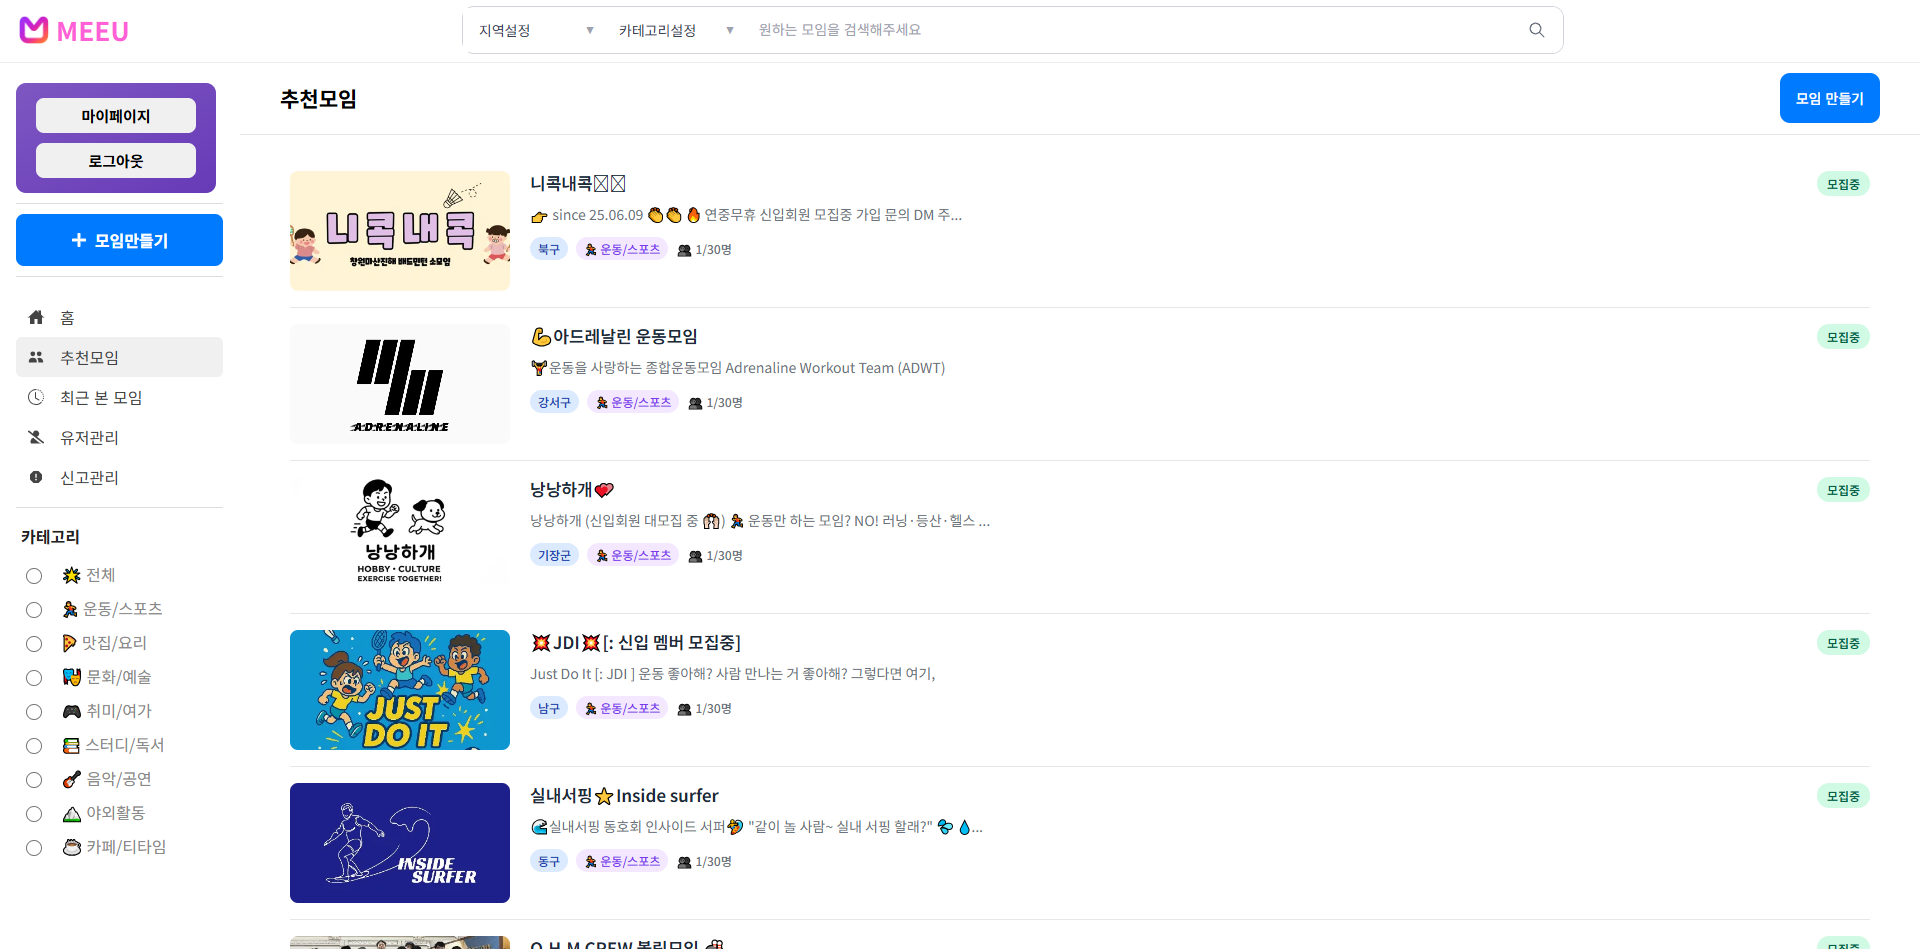 MEEU
지역설정 ▼ 카테고리설정 ▼ 원하는 모임을 검색해주세요
마이페이지
로그아웃
+ 모임만들기
홈
추천모임
최근 본 모임
유저관리
신고관리
카테고리
🌟 전체
🏃 운동/스포츠
🍕 맛집/요리
🎭 문화/예술
🎮 취미/여가
📚 스터디/독서
🎸 음악/공연
🏔️ 야외활동
☕ 카페/티타임
추천모임
모임 만들기
니콕내콕
창원마산진해 배드민턴 소모임
니콕내콕
모집중
👉 since 25.06.09 👏👏 🔥 연중무휴 신입회원 모집중 가입 문의 DM 주...
북구 🏃 운동/스포츠 👥 1/30명
ADRENALINE
💪아드레날린 운동모임
모집중
🏋️운동을 사랑하는 종합운동모임 Adrenaline Workout Team (ADWT)
강서구 🏃 운동/스포츠 👥 1/30명
낭낭하개
HOBBY • CULTURE
EXERCISE TOGETHER!
낭낭하개💕
모집중
낭낭하개 (신입회원 대모집 중 🙌) 🏃 운동만 하는 모임? NO! 러닝·등산·헬스 ...
기장군 🏃 운동/스포츠 👥 1/30명
JUST
DO IT
💥JDI💥[: 신입 멤버 모집중]
모집중
Just Do It [: JDI ] 운동 좋아해? 사람 만나는 거 좋아해? 그렇다면 여기,
남구 🏃 운동/스포츠 👥 1/30명
INSIDE
SURFER
실내서핑⭐Inside surfer
모집중
🌊실내서핑 동호회 인사이드 서퍼🏄 "같이 놀 사람~ 실내 서핑 할래?" 💦 💧...
동구 🏃 운동/스포츠 👥 1/30명
O.H.M CREW 볼링모임 🎳
모집중